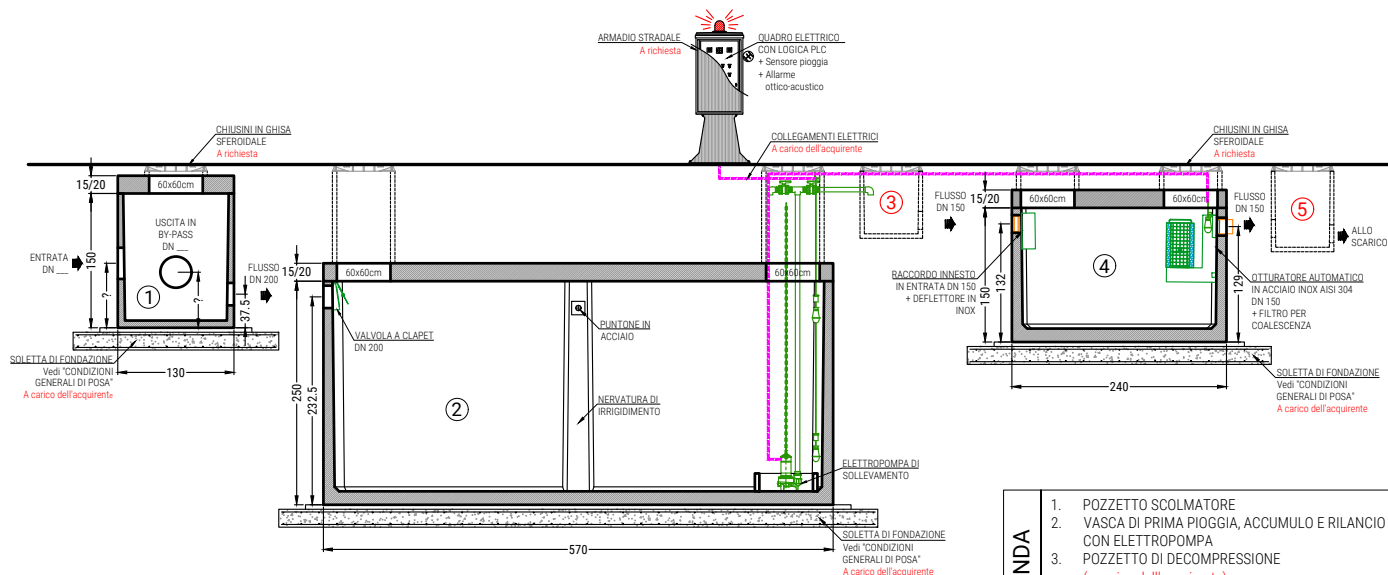 ARMADIO STRADALE
A richiesta
QUADRO ELETTRICO
CON LOGICA PLC
+ Sensore pioggia
+ Allarme
ottico-acustico
CHIUSINI IN GHISA
SFEROIDALE
A richiesta
COLLEGAMENTI ELETTRICI
A carico dell'acquirente
CHIUSINI IN GHISA
SFEROIDALE
A richiesta
15/20
60x60cm
USCITA IN
BY-PASS
DN __
ENTRATA
DN __
150
?
?
1
FLUSSO
DN 200
37.5
SOLETTA DI FONDAZIONE
Vedi "CONDIZIONI
GENERALI DI POSA"
A carico dell'acquirente
130
15/20
60x60cm
60x60cm
VALVOLA A CLAPET
DN 200
PUNTONE IN
ACCIAIO
250
232.5
2
NERVATURA DI
IRRIGIDIMENTO
ELETTROPOMPA DI
SOLLEVAMENTO
SOLETTA DI FONDAZIONE
Vedi "CONDIZIONI
GENERALI DI POSA"
A carico dell'acquirente
570
3
FLUSSO
DN 150
15/20
60x60cm
60x60cm
FLUSSO
DN 150
5
ALLO
SCARICO
RACCORDO INNESTO
IN ENTRATA DN 150
+ DEFLETTORE IN
INOX
150
132
4
129
OTTURATORE AUTOMATICO
IN ACCIAIO INOX AISI 304
DN 150
+ FILTRO PER
COALESCENZA
SOLETTA DI FONDAZIONE
Vedi "CONDIZIONI
GENERALI DI POSA"
A carico dell'acquirente
240
NDA
1. POZZETTO SCOLMATORE
2. VASCA DI PRIMA PIOGGIA, ACCUMULO E RILANCIO
CON ELETTROPOMPA
3. POZZETTO DI DECOMPRESSIONE